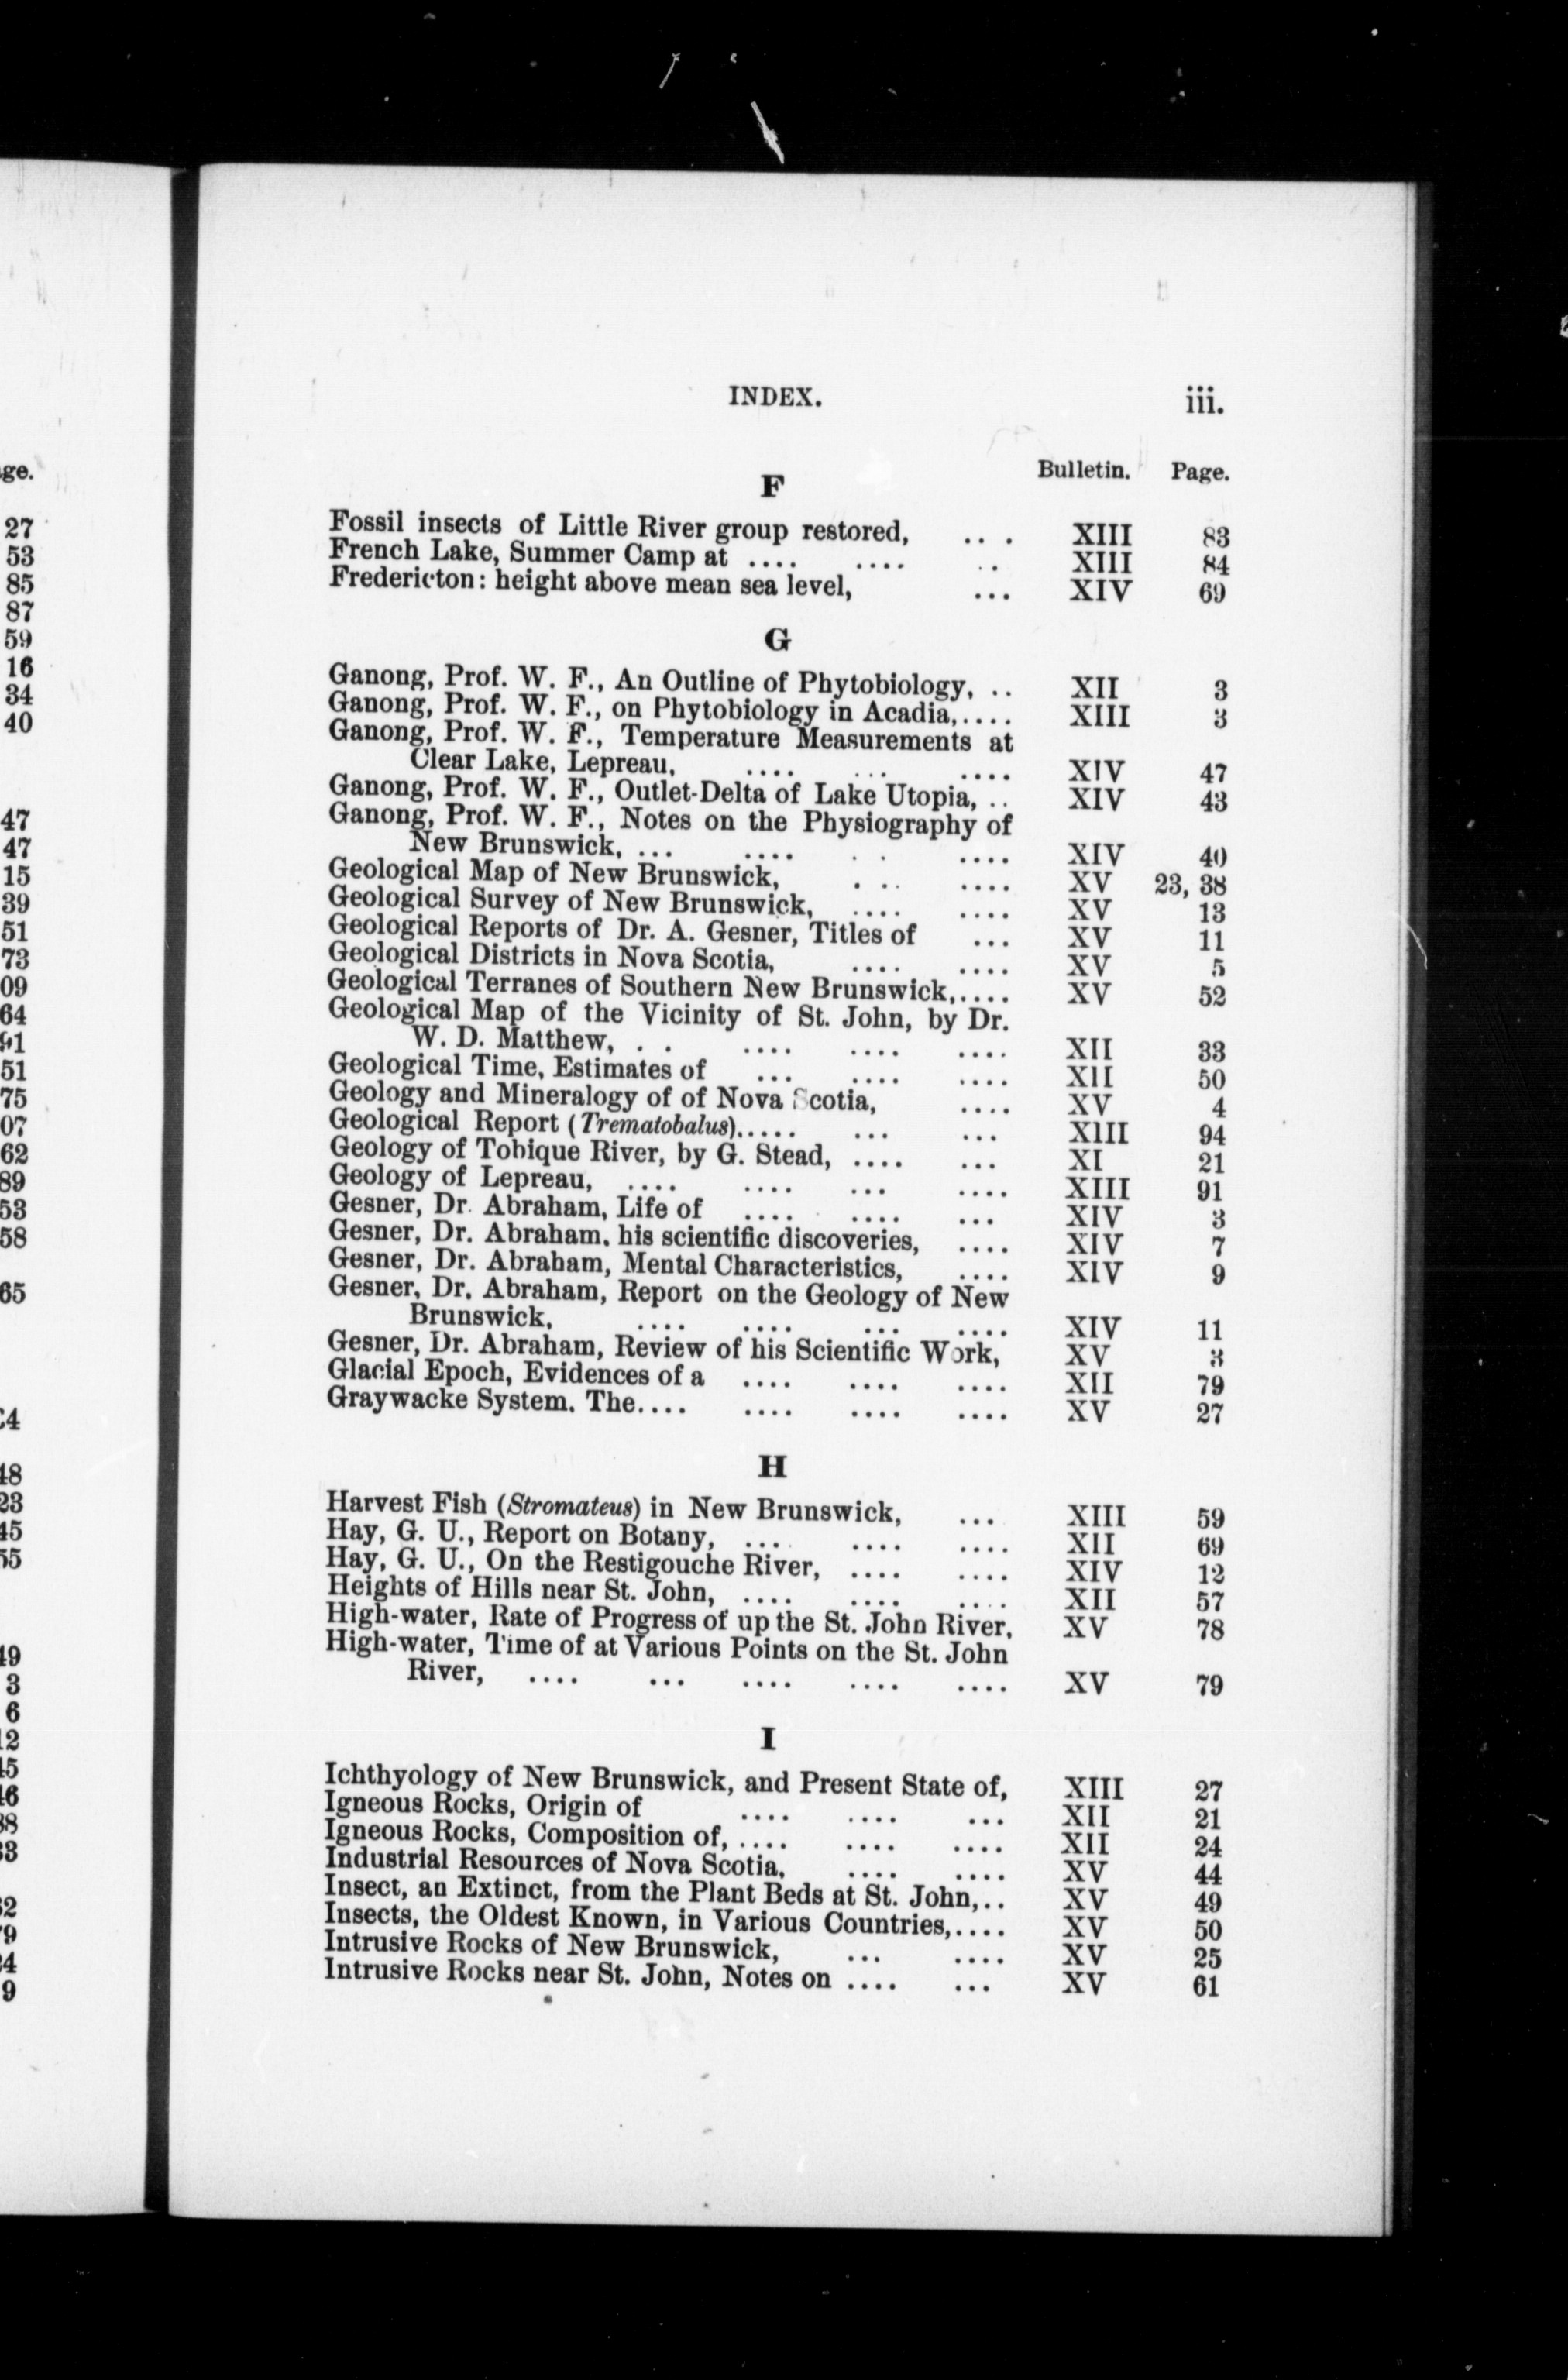 INDEX. iii.
Bulletin. Page.
F
Fossil insects of Little River group restored, ... XIII 83
French Lake, Summer Camp at .... .... .. XIII 84
Fredericton: height above mean sea level, ... XIV 69
G
Ganong, Prof. W. F., An Outline of Phytobiology, .. XII 3
Ganong, Prof. W. F., on Phytobiology in Acadia,.... XIII 3
Ganong, Prof. W. F., Temperature Measurements at
Clear Lake, Lepreau, .... ... .... XIV 47
Ganong, Prof. W. F., Outlet-Delta of Lake Utopia, .. XIV 43
Ganong, Prof. W. F., Notes on the Physiography of
New Brunswick, ... .... . . .... XIV 40
Geological Map of New Brunswick, . .. .... XV 23, 38
Geological Survey of New Brunswick, .... .... XV 13
Geological Reports of Dr. A. Gesner, Titles of ... XV 11
Geological Districts in Nova Scotia, .... .... XV 5
Geological Terranes of Southern New Brunswick,.... XV 52
Geological Map of the Vicinity of St. John, by Dr.
W. D. Matthew, . . .... .... .... XII 33
Geological Time, Estimates of ... .... .... XII 50
Geology and Mineralogy of of Nova Scotia, .... XV 4
Geological Report (Trematobalus)..... ... ... XIII 94
Geology of Tobique River, by G. Stead, .... ... XI 21
Geology of Lepreau, .... .... ... .... XIII 91
Gesner, Dr. Abraham, Life of .... .... ... XIV 3
Gesner, Dr. Abraham. his scientific discoveries, .... XIV 7
Gesner, Dr. Abraham, Mental Characteristics, .... XIV 9
Gesner, Dr. Abraham, Report on the Geology of New
Brunswick, .... .... ... .... XIV 11
Gesner, Dr. Abraham, Review of his Scientific Work, XV 3
Glacial Epoch, Evidences of a .... .... .... XII 79
Graywacke System. The.... .... .... .... XV 27
H
Harvest Fish (Stromateus) in New Brunswick, ... XIII 59
Hay, G. U., Report on Botany, ... .... .... XII 69
Hay, G. U., On the Restigouche River, .... .... XIV 12
Heights of Hills near St. John, .... .... .... XII 57
High-water, Rate of Progress of up the St. John River. XV 78
High-water, Time of at Various Points on the St. John
River, .... ... .... .... .... XV 79
I
Ichthyology of New Brunswick, and Present State of, XIII 27
Igneous Rocks, Origin of .... .... ... XII 21
Igneous Rocks, Composition of, .... .... .... XII 24
Industrial Resources of Nova Scotia. .... .... XV 44
Insect, an Extinct, from the Plant Beds at St. John,.. XV 49
Insects, the Oldest Known, in Various Countries,.... XV 50
Intrusive Rocks of New Brunswick, ... .... XV 25
Intrusive Rocks near St. John, Notes on .... ... XV 61